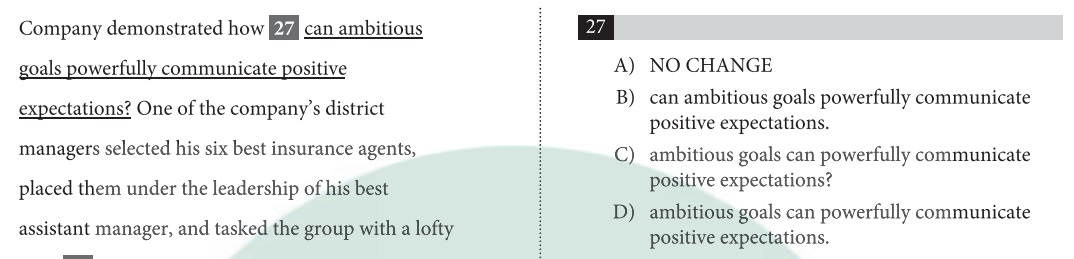 Company demonstrated how 27 can ambitious
goals powerfully communicate positive
expectations? One of the company's district
managers selected his six best insurance agents,
placed them under the leadership of his best
assistant manager, and tasked the group with a lofty
27
A) NO CHANGE
B) can ambitious goals powerfully communicate
positive expectations.
C) ambitious goals can powerfully communicate
positive expectations?
D) ambitious goals can powerfully communicate
positive expectations.